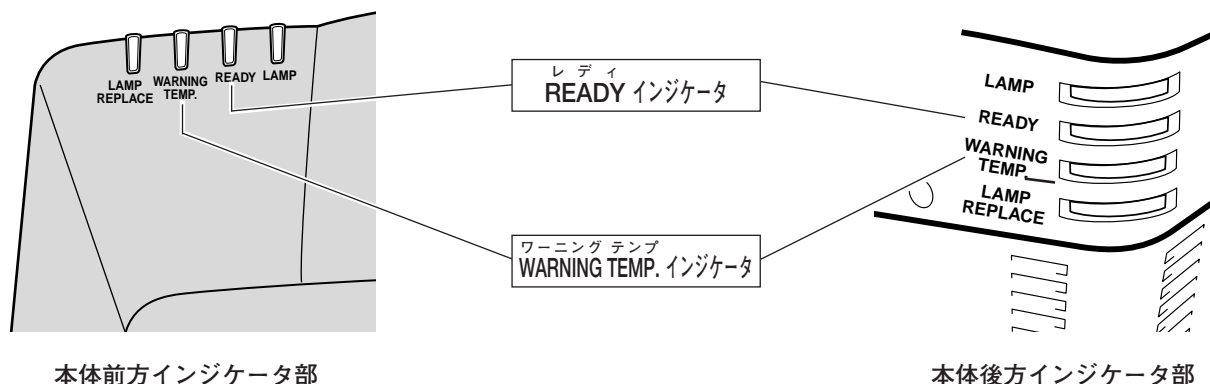 LAMP
REPLACE
WARNING
TEMP.
READY
LAMP
レディ
READY インジケータ
ワーニング テンプ
WARNING TEMP. インジケータ
LAMP
READY
WARNING
TEMP.
LAMP
REPLACE
本体前方インジケータ部
本体後方インジケータ部